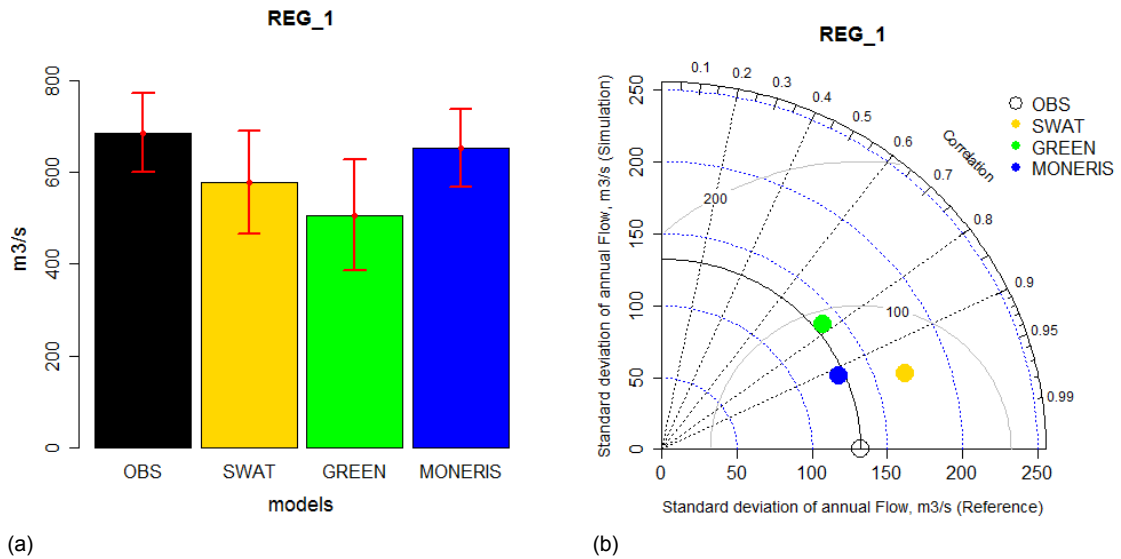 REG_1
800
600
400
200
0
m3/s
OBS SWAT GREEN MONERIS
models
(a)
REG_1
250
200
150
100
50
0
Standard deviation of annual Flow, m3/s (Simulation)
0.1 0.2 0.3 0.4 0.5 0.6 0.7 0.8 0.9 0.95 0.99
Correlation
200
100
OBS
SWAT
GREEN
MONERIS
0 50 100 150 200 250
Standard deviation of annual Flow, m3/s (Reference)
(b)